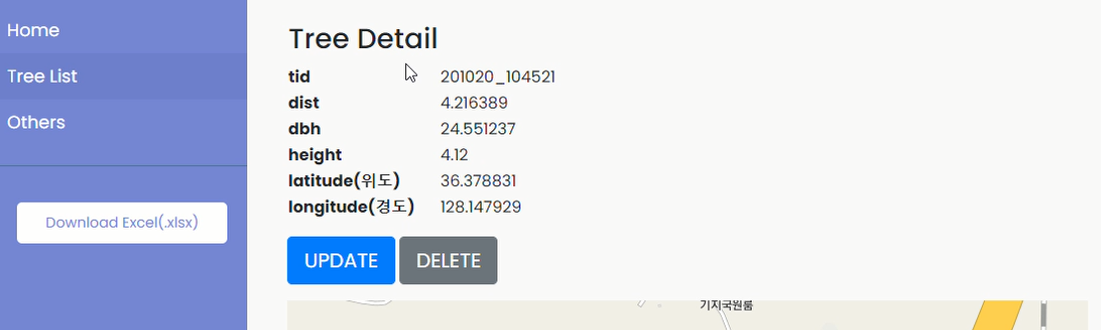 Home
Tree List
Others
Download Excel(.xlsx)
Tree Detail
tid 201020_104521
dist 4.216389
dbh 24.551237
height 4.12
latitude(위도) 36.378831
longitude(경도) 128.147929
UPDATE DELETE
기지국원룸